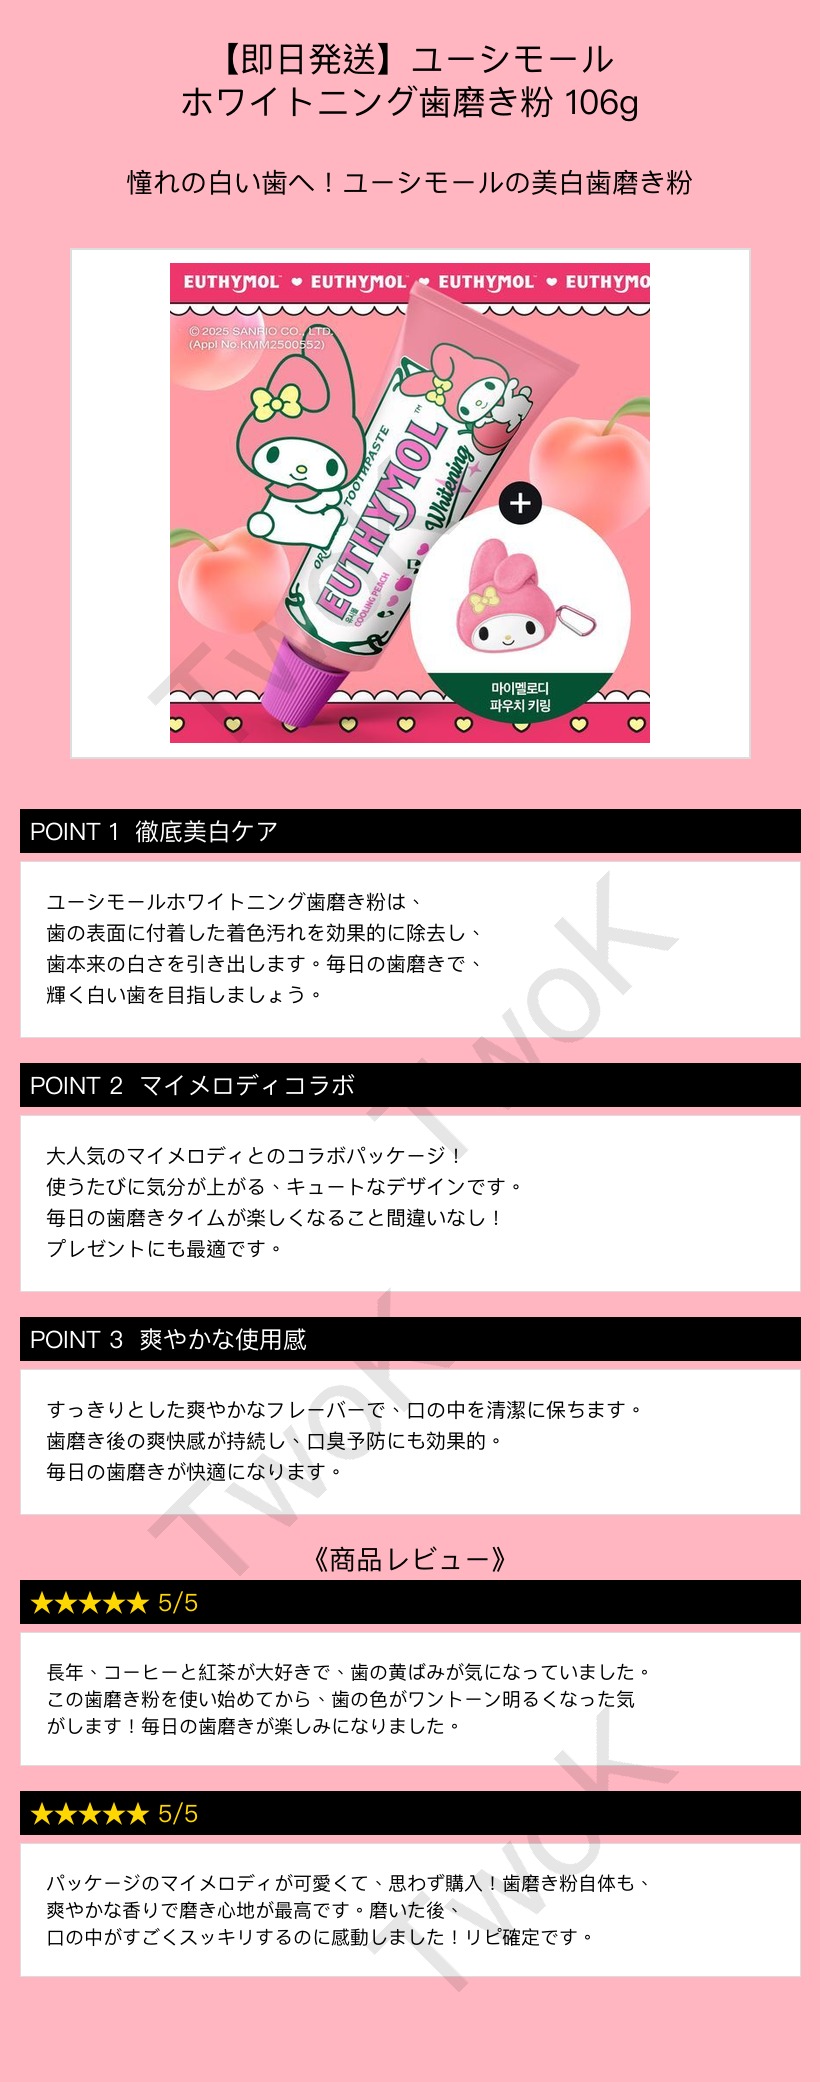 【即日発送】ユーシモール
ホワイトニング歯磨き粉 106g
憧れの白い歯へ！ユーシモールの美白歯磨き粉
EUTHYMOL™ EUTHYMOL™ EUTHYMOL™ EUTHYMO
© 2025 SANRIO CO., LTD.
(Appl No.KMM2500552)
TOOTHPASTE
EUTHYMOL™
Whitening
유시몰
COOLING PEACH
+
마이멜로디
파우치 키링
POINT 1 徹底美白ケア
ユーシモールホワイトニング歯磨き粉は、
歯の表面に付着した着色汚れを効果的に除去し、
歯本来の白さを引き出します。毎日の歯磨きで、
輝く白い歯を目指しましょう。
POINT 2 マイメロディコラボ
大人気のマイメロディとのコラボパッケージ！
使うたびに気分が上がる、キュートなデザインです。
毎日の歯磨きタイムが楽しくなること間違いなし！
プレゼントにも最適です。
POINT 3 爽やかな使用感
すっきりとした爽やかなフレーバーで、口の中を清潔に保ちます。
歯磨き後の爽快感が持続し、口臭予防にも効果的。
毎日の歯磨きが快適になります。
《商品レビュー》
★★★★★ 5/5
長年、コーヒーと紅茶が大好きで、歯の黄ばみが気になっていました。
この歯磨き粉を使い始めてから、歯の色がワントーン明るくなった気
がします！毎日の歯磨きが楽しみになりました。
★★★★★ 5/5
パッケージのマイメロディが可愛くて、思わず購入！歯磨き粉自体も、
爽やかな香りで磨き心地が最高です。磨いた後、
口の中がすごくスッキリするのに感動しました！リピ確定です。
TwoK
TwoK
TwoK
TwoK